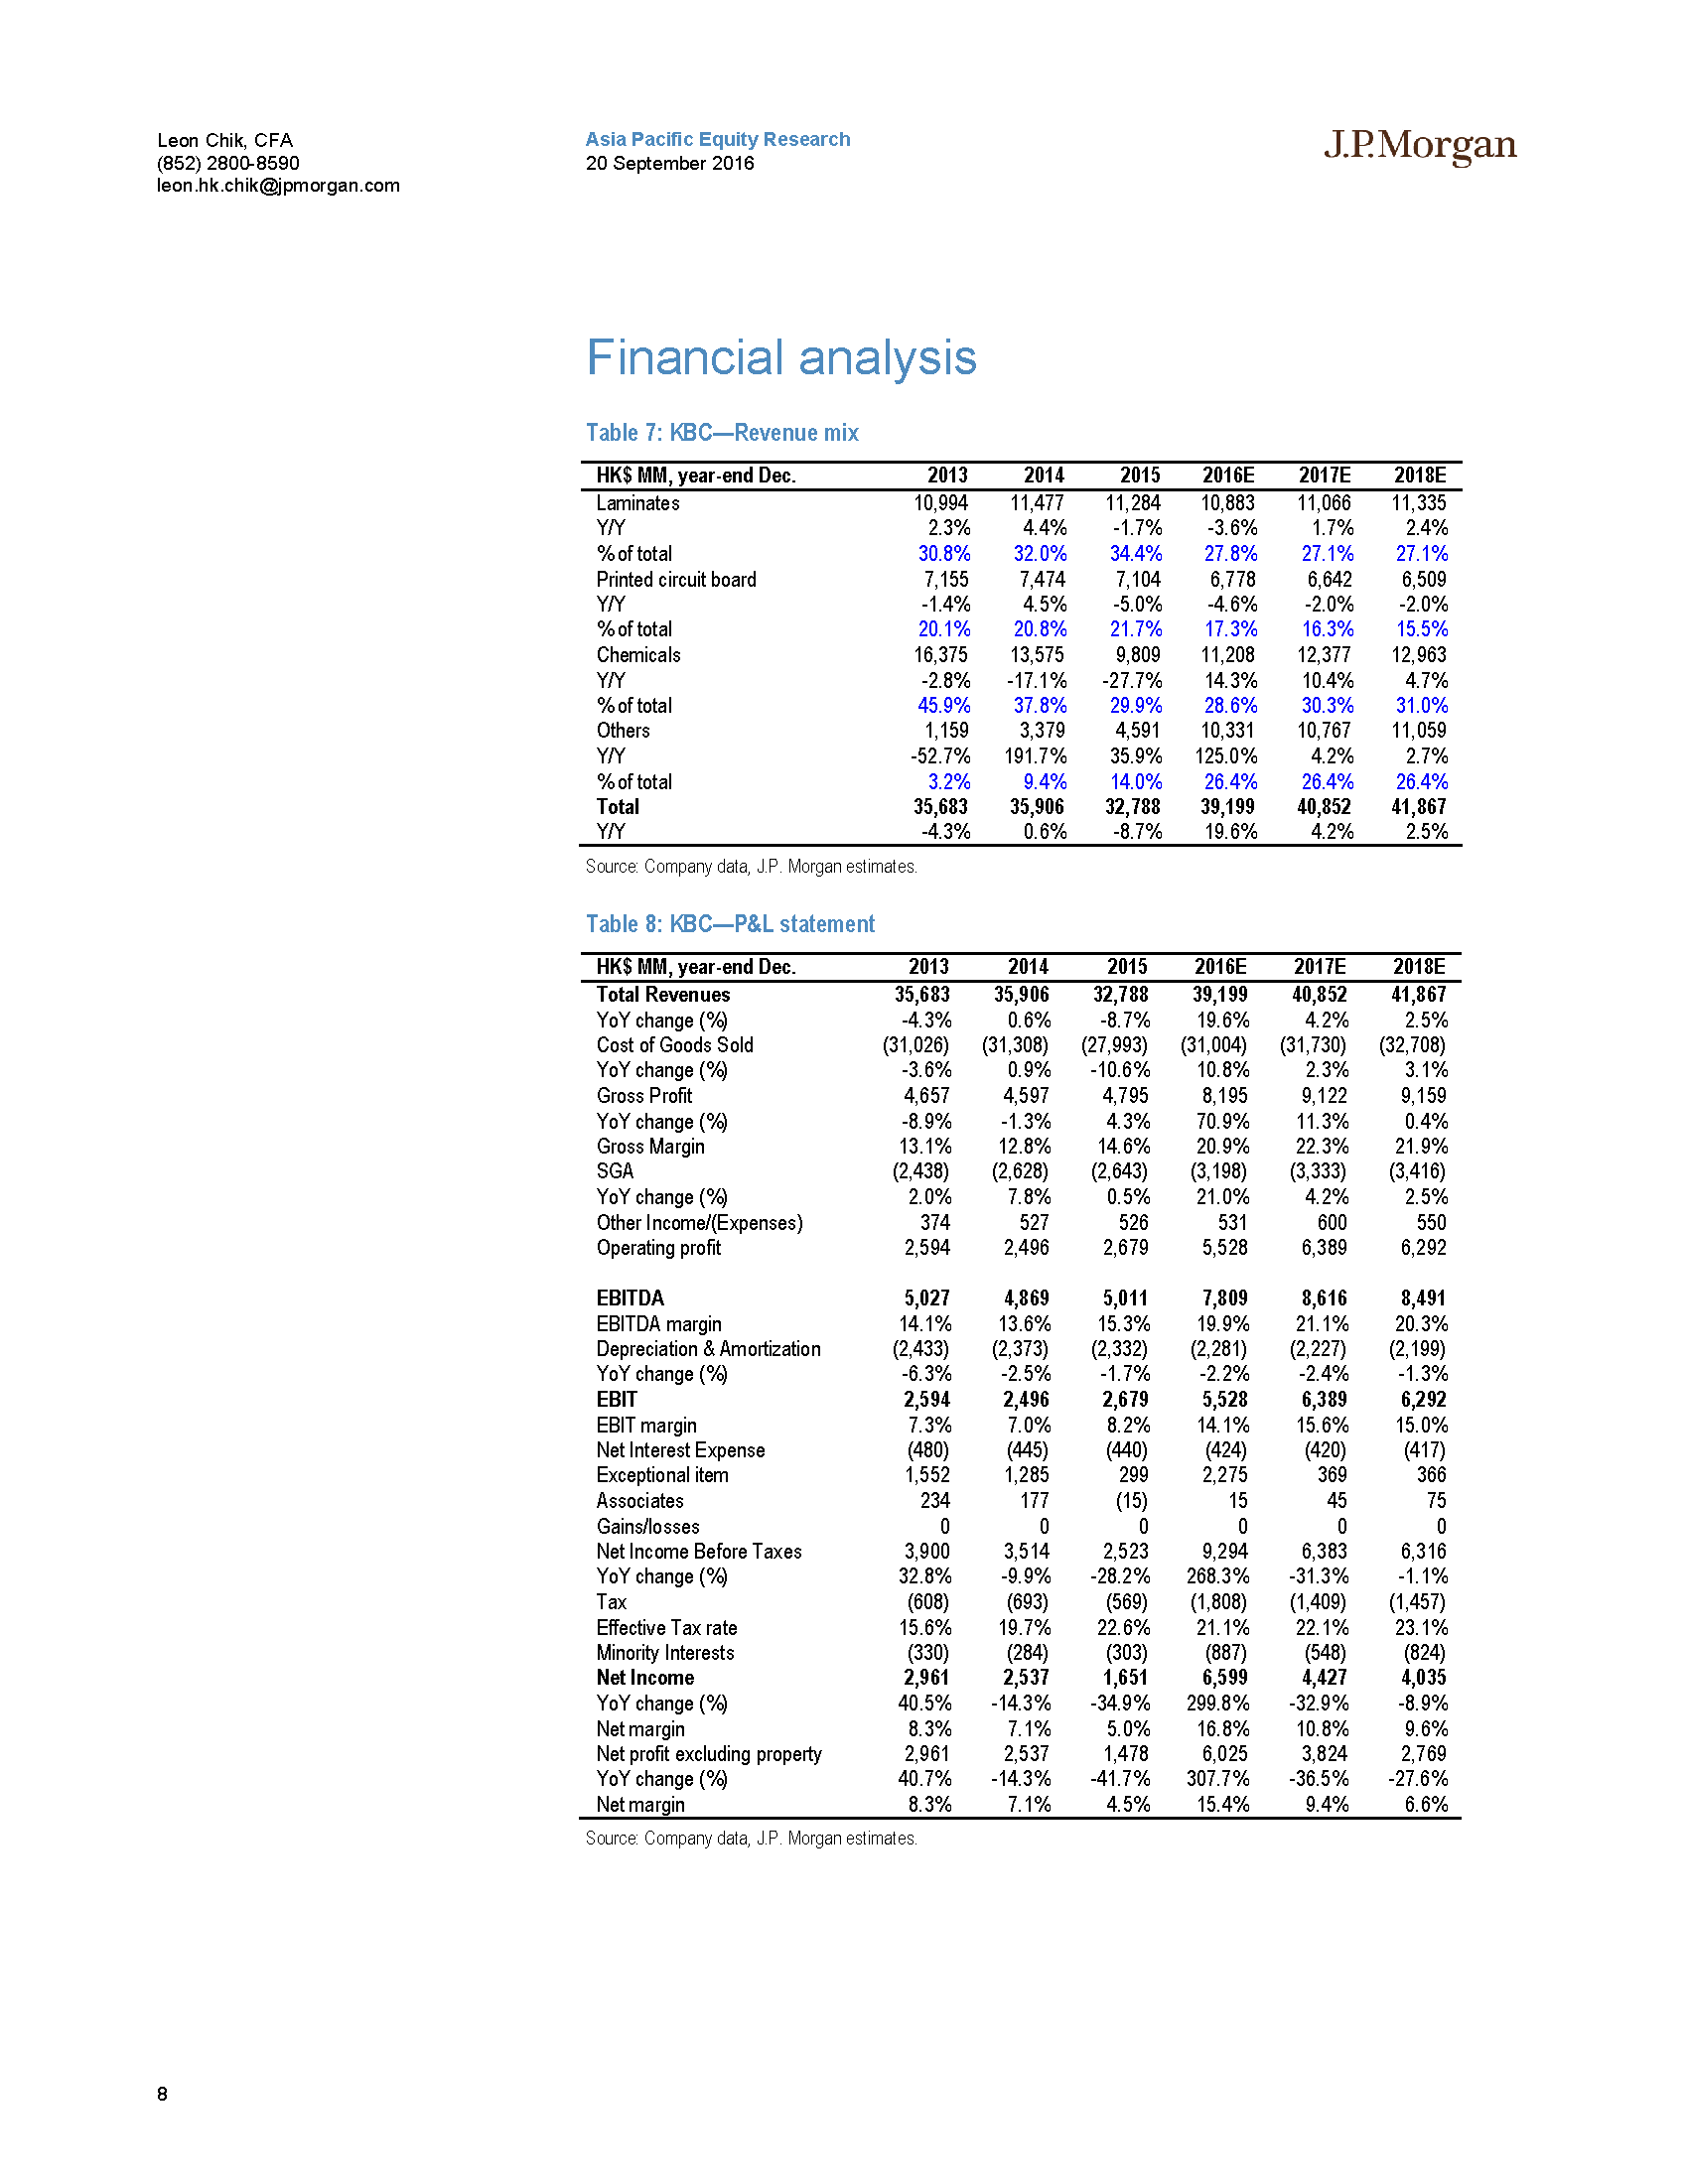 Leon Chik, CFA
(852) 2800-8590
leon.hk.chik@jpmorgan.com
Asia Pacific Equity Research
20 September 2016
J.P.Morgan
Financial analysis
Table 7: KBC—Revenue mix
HK$ MM, year-end Dec. 2013 2014 2015 2016E 2017E 2018E
Laminates 10,994 11,477 11,284 10,883 11,066 11,335
Y/Y 2.3% 4.4% -1.7% -3.6% 1.7% 2.4%
% of total 30.8% 32.0% 34.4% 27.8% 27.1% 27.1%
Printed circuit board 7,155 7,474 7,104 6,778 6,642 6,509
Y/Y -1.4% 4.5% -5.0% -4.6% -2.0% -2.0%
% of total 20.1% 20.8% 21.7% 17.3% 16.3% 15.5%
Chemicals 16,375 13,575 9,809 11,208 12,377 12,963
Y/Y -2.8% -17.1% -27.7% 14.3% 10.4% 4.7%
% of total 45.9% 37.8% 29.9% 28.6% 30.3% 31.0%
Others 1,159 3,379 4,591 10,331 10,767 11,059
Y/Y -52.7% 191.7% 35.9% 125.0% 4.2% 2.7%
% of total 3.2% 9.4% 14.0% 26.4% 26.4% 26.4%
Total 35,683 35,906 32,788 39,199 40,852 41,867
Y/Y -4.3% 0.6% -8.7% 19.6% 4.2% 2.5%
Source: Company data, J.P. Morgan estimates.
Table 8: KBC—P&L statement
HK$ MM, year-end Dec. 2013 2014 2015 2016E 2017E 2018E
Total Revenues 35,683 35,906 32,788 39,199 40,852 41,867
YoY change (%) -4.3% 0.6% -8.7% 19.6% 4.2% 2.5%
Cost of Goods Sold (31,026) (31,308) (27,993) (31,004) (31,730) (32,708)
YoY change (%) -3.6% 0.9% -10.6% 10.8% 2.3% 3.1%
Gross Profit 4,657 4,597 4,795 8,195 9,122 9,159
YoY change (%) -8.9% -1.3% 4.3% 70.9% 11.3% 0.4%
Gross Margin 13.1% 12.8% 14.6% 20.9% 22.3% 21.9%
SGA (2,438) (2,628) (2,643) (3,198) (3,333) (3,416)
YoY change (%) 2.0% 7.8% 0.5% 21.0% 4.2% 2.5%
Other Income/(Expenses) 374 527 526 531 600 550
Operating profit 2,594 2,496 2,679 5,528 6,389 6,292
EBITDA 5,027 4,869 5,011 7,809 8,616 8,491
EBITDA margin 14.1% 13.6% 15.3% 19.9% 21.1% 20.3%
Depreciation & Amortization (2,433) (2,373) (2,332) (2,281) (2,227) (2,199)
YoY change (%) -6.3% -2.5% -1.7% -2.2% -2.4% -1.3%
EBIT 2,594 2,496 2,679 5,528 6,389 6,292
EBIT margin 7.3% 7.0% 8.2% 14.1% 15.6% 15.0%
Net Interest Expense (480) (445) (440) (424) (420) (417)
Exceptional item 1,552 1,285 299 2,275 369 366
Associates 234 177 (15) 15 45 75
Gains/losses 0 0 0 0 0 0
Net Income Before Taxes 3,900 3,514 2,523 9,294 6,383 6,316
YoY change (%) 32.8% -9.9% -28.2% 268.3% -31.3% -1.1%
Tax (608) (693) (569) (1,808) (1,409) (1,457)
Effective Tax rate 15.6% 19.7% 22.6% 21.1% 22.1% 23.1%
Minority Interests (330) (284) (303) (887) (548) (824)
Net Income 2,961 2,537 1,651 6,599 4,427 4,035
YoY change (%) 40.5% -14.3% -34.9% 299.8% -32.9% -8.9%
Net margin 8.3% 7.1% 5.0% 16.8% 10.8% 9.6%
Net profit excluding property 2,961 2,537 1,478 6,025 3,824 2,769
YoY change (%) 40.7% -14.3% -41.7% 307.7% -36.5% -27.6%
Net margin 8.3% 7.1% 4.5% 15.4% 9.4% 6.6%
Source: Company data, J.P. Morgan estimates.
8